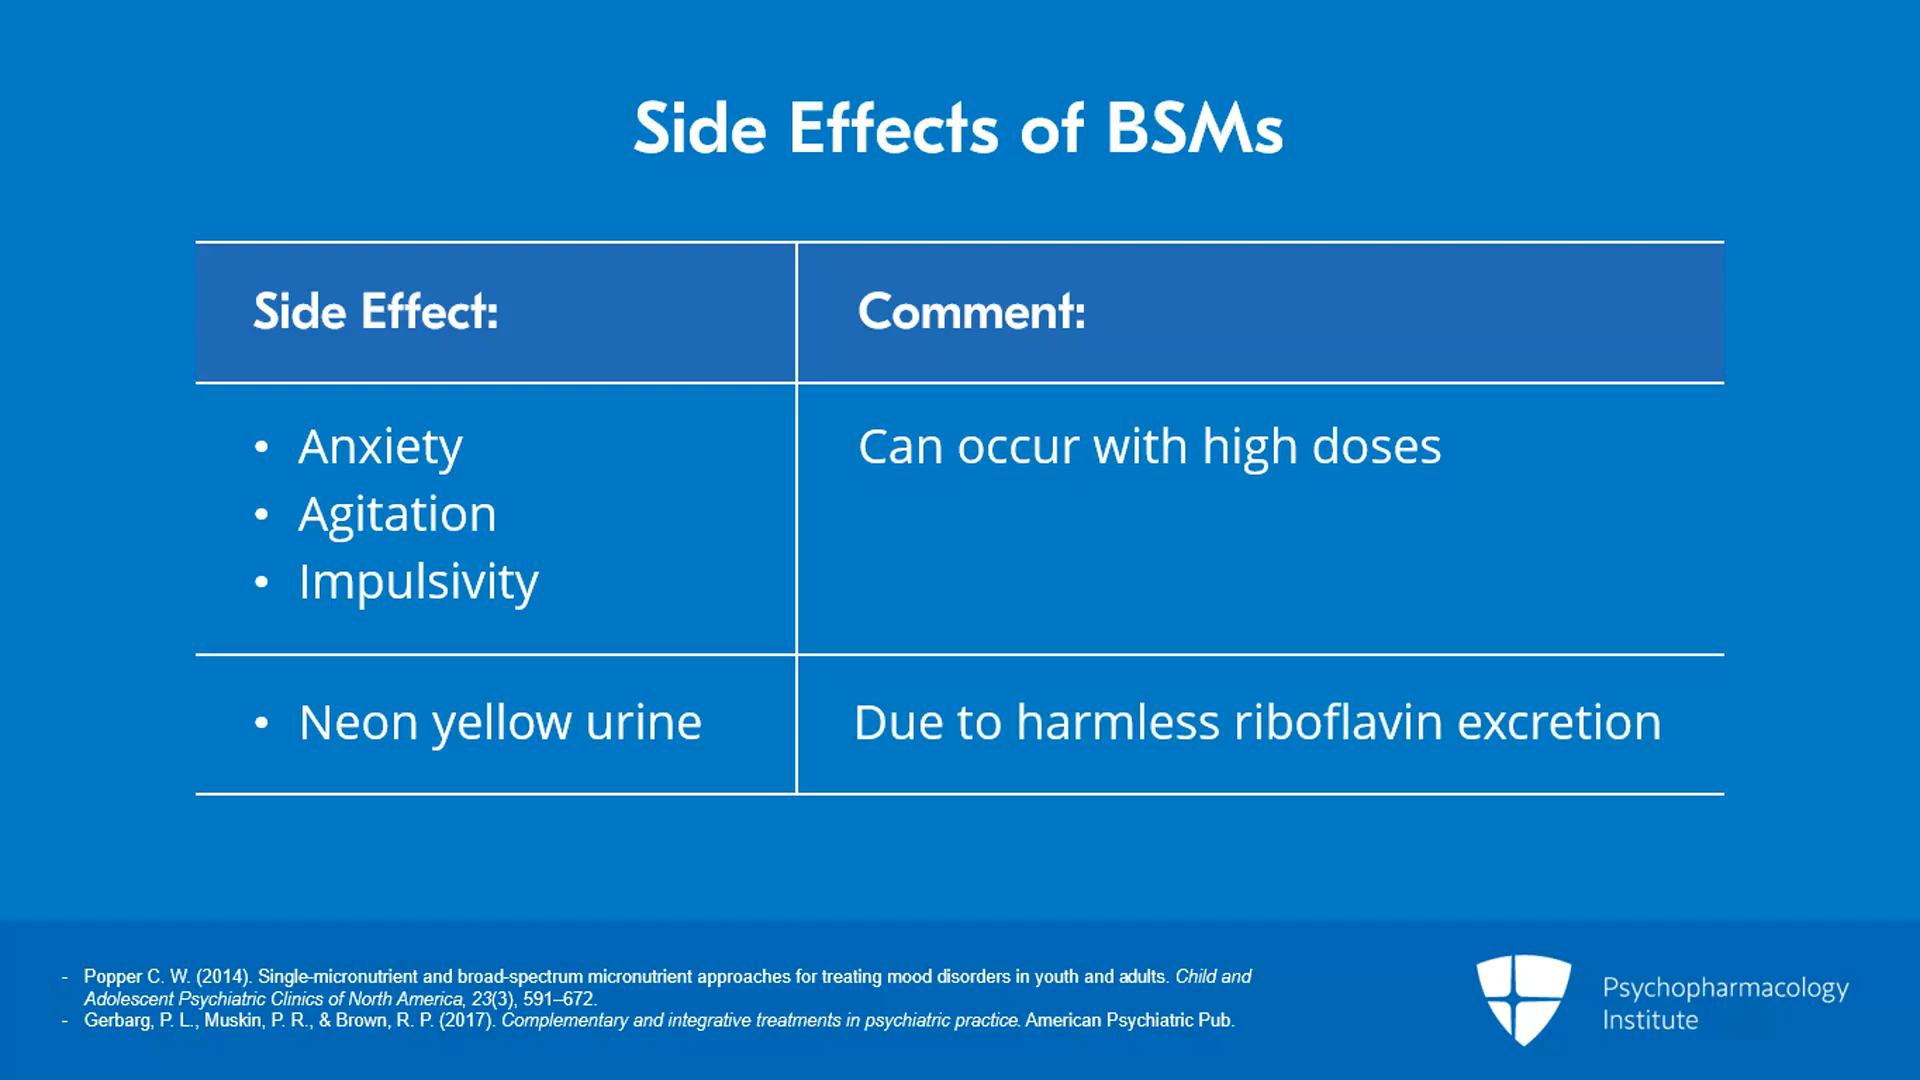 Side Effects of BSMs
Side Effect:
Comment:
• Anxiety
Can occur with high doses
• Agitation
• Impulsivity
• Neon yellow urine
Due to harmless riboflavin excretion
- Popper C. W. (2014). Single-micronutrient and broad-spectrum micronutrient approaches for treating mood disorders in youth and adults. Child and
Adolescent Psychiatric Clinics of North America, 23(3), 591–672.
- Gerbarg, P. L., Muskin, P. R., & Brown, R. P. (2017). Complementary and integrative treatments in psychiatric practice. American Psychiatric Pub.
Psychopharmacology
Institute